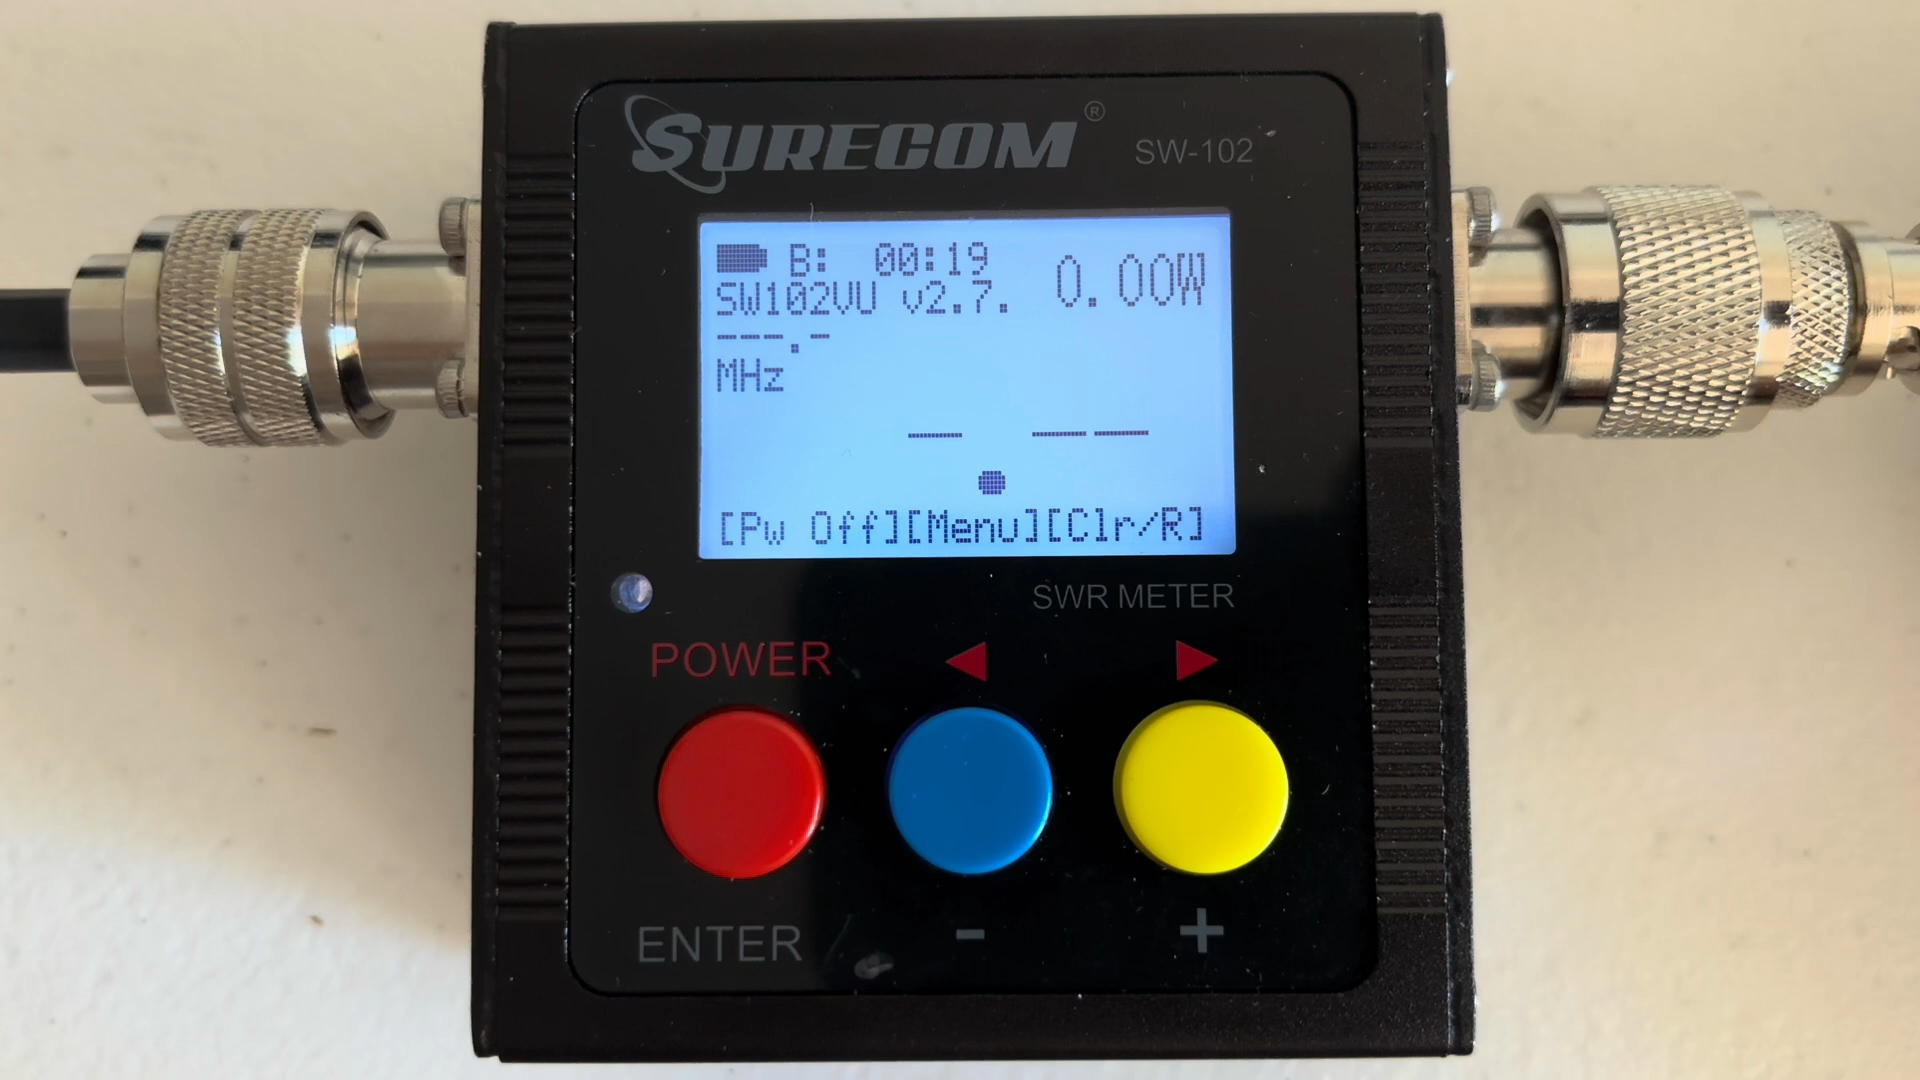 SURECOM®
SW-102
B: 00:19
0.00W
SW102VU v2.7.
---.-
MHz
-.--
[Pw Off][Menu][Clr/R]
SWR METER
POWER ◀ ▶
ENTER - +